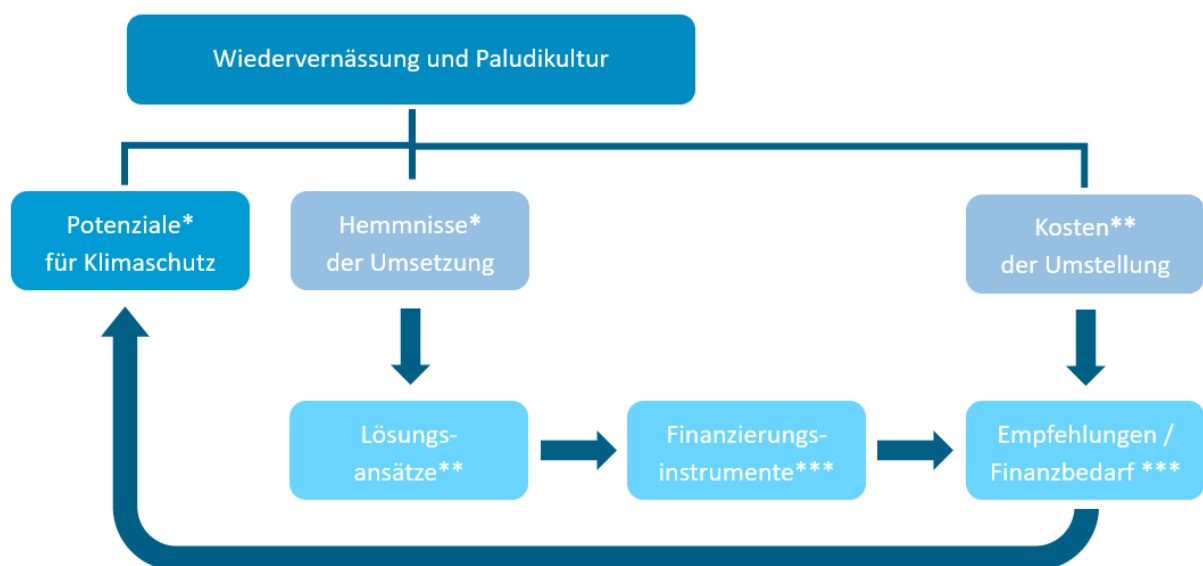 Wiedervernässung und Paludikultur
Potenziale*
für Klimaschutz
Hemmnisse*
der Umsetzung
Kosten**
der Umstellung
Lösungs-
ansätze**
Finanzierungs-
instrumente***
Empfehlungen /
Finanzbedarf ***